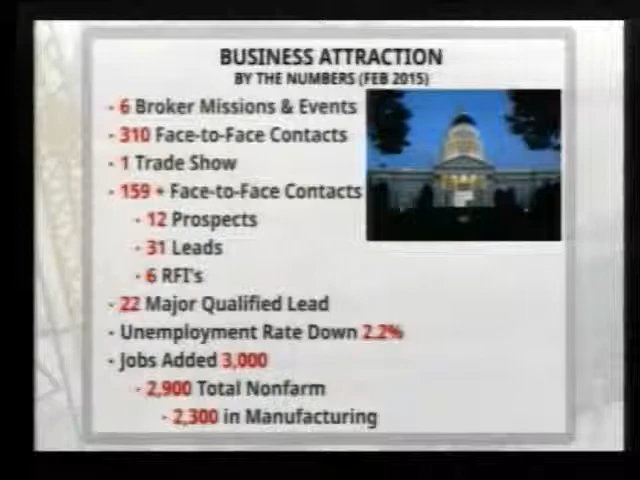 BUSINESS ATTRACTION
BY THE NUMBERS (FEB 2015)
- 6 Broker Missions & Events
- 310 Face-to-Face Contacts
- 1 Trade Show
- 159 + Face-to-Face Contacts
- 12 Prospects
- 31 Leads
- 6 RFI's
- 22 Major Qualified Lead
- Unemployment Rate Down 2.2%
- Jobs Added 3,000
- 2,900 Total Nonfarm
- 2,300 in Manufacturing